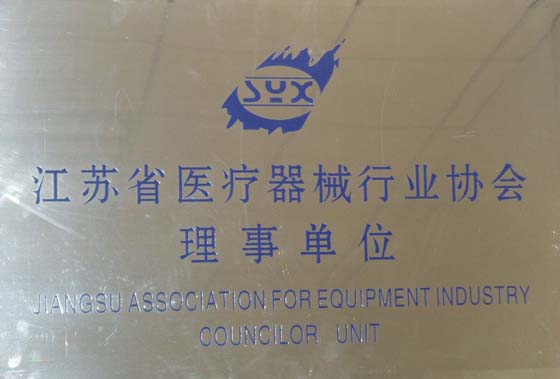 江苏省医疗器械行业协会
理事单位
JIANGSU ASSOCIATION FOR EQUIPMENT INDUSTRY
COUNCILOR UNIT